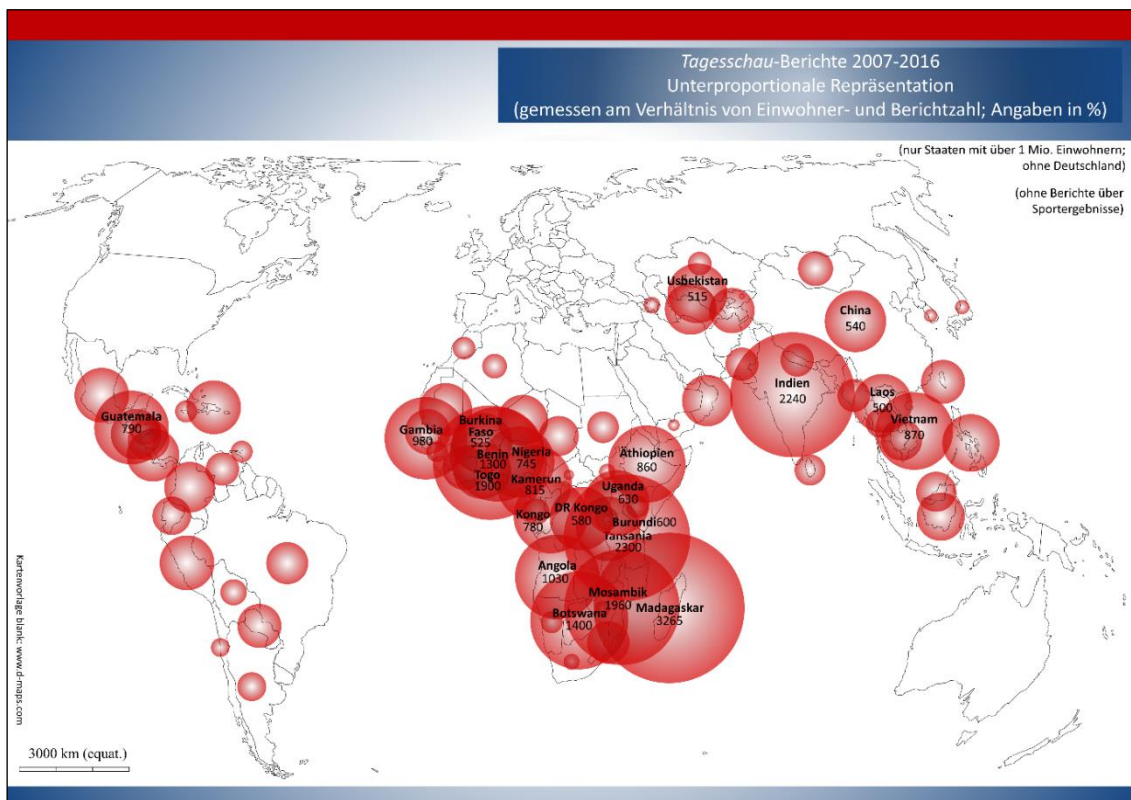 Tagesschau-Berichte 2007-2016
Unterproportionale Repräsentation
(gemessen am Verhältnis von Einwohner- und Berichtzahl; Angaben in %)
(nur Staaten mit über 1 Mio. Einwohnern;
ohne Deutschland)
(ohne Berichte über
Sportergebnisse)
Usbekistan
515
China
540
Indien
2240
Laos
500
Vietnam
870
Guatemala
790
Gambia
980
Burkina
Faso
525
Benin
1300
Nigeria
745
Togo
1900
Kamerun
815
Äthiopien
860
Uganda
630
Kongo
780
DR Kongo
580
Burundi 600
Tansania
2300
Angola
1030
Mosambik
1960
Botswana
1400
Madagaskar
3265
Kartenvorlage blank: www.d-maps.com
3000 km (equat.)